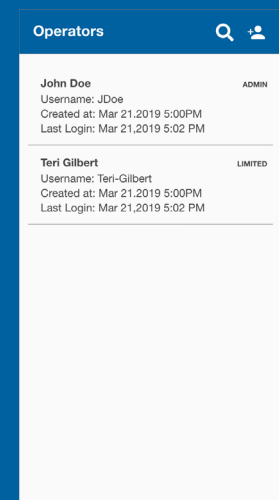 Operators
John Doe ADMIN
Username: JDoe
Created at: Mar 21.2019 5:00PM
Last Login: Mar 21,2019 5:02 PM
Teri Gilbert LIMITED
Username: Teri-Gilbert
Created at: Mar 21,2019 5:00PM
Last Login: Mar 21,2019 5:02 PM